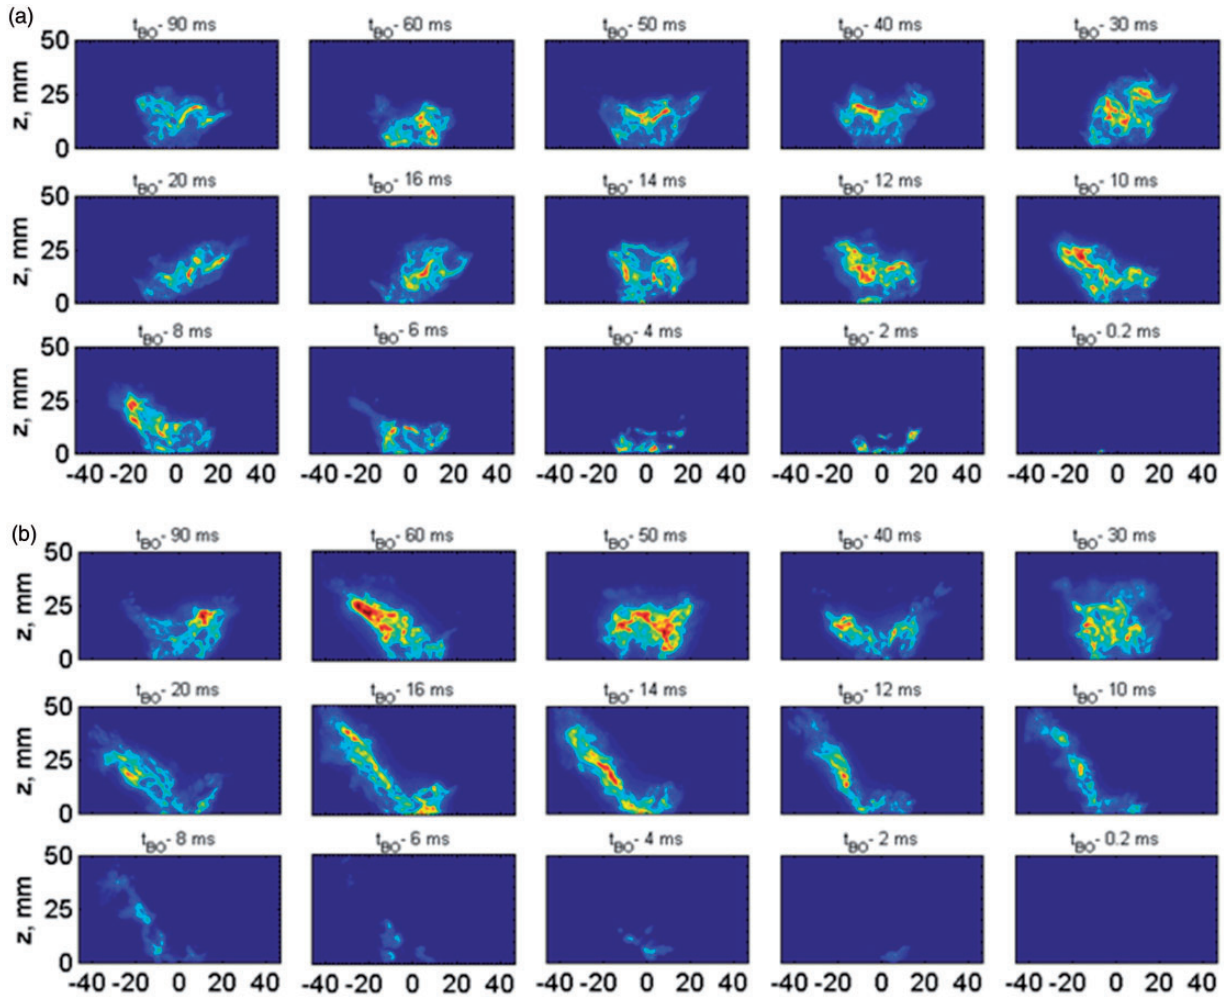 (a)
t_BO- 90 ms t_BO- 60 ms t_BO- 50 ms t_BO- 40 ms t_BO- 30 ms
50
z, mm
25
0
t_BO- 20 ms t_BO- 16 ms t_BO- 14 ms t_BO- 12 ms t_BO- 10 ms
50
z, mm
25
0
t_BO- 8 ms t_BO- 6 ms t_BO- 4 ms t_BO- 2 ms t_BO- 0.2 ms
50
z, mm
25
0
-40 -20 0 20 40 -40 -20 0 20 40 -40 -20 0 20 40 -40 -20 0 20 40 -40 -20 0 20 40
(b)
t_BO- 90 ms t_BO- 60 ms t_BO- 50 ms t_BO- 40 ms t_BO- 30 ms
50
z, mm
25
0
t_BO- 20 ms t_BO- 16 ms t_BO- 14 ms t_BO- 12 ms t_BO- 10 ms
50
z, mm
25
0
t_BO- 8 ms t_BO- 6 ms t_BO- 4 ms t_BO- 2 ms t_BO- 0.2 ms
50
z, mm
25
0
-40 -20 0 20 40 -40 -20 0 20 40 -40 -20 0 20 40 -40 -20 0 20 40 -40 -20 0 20 40